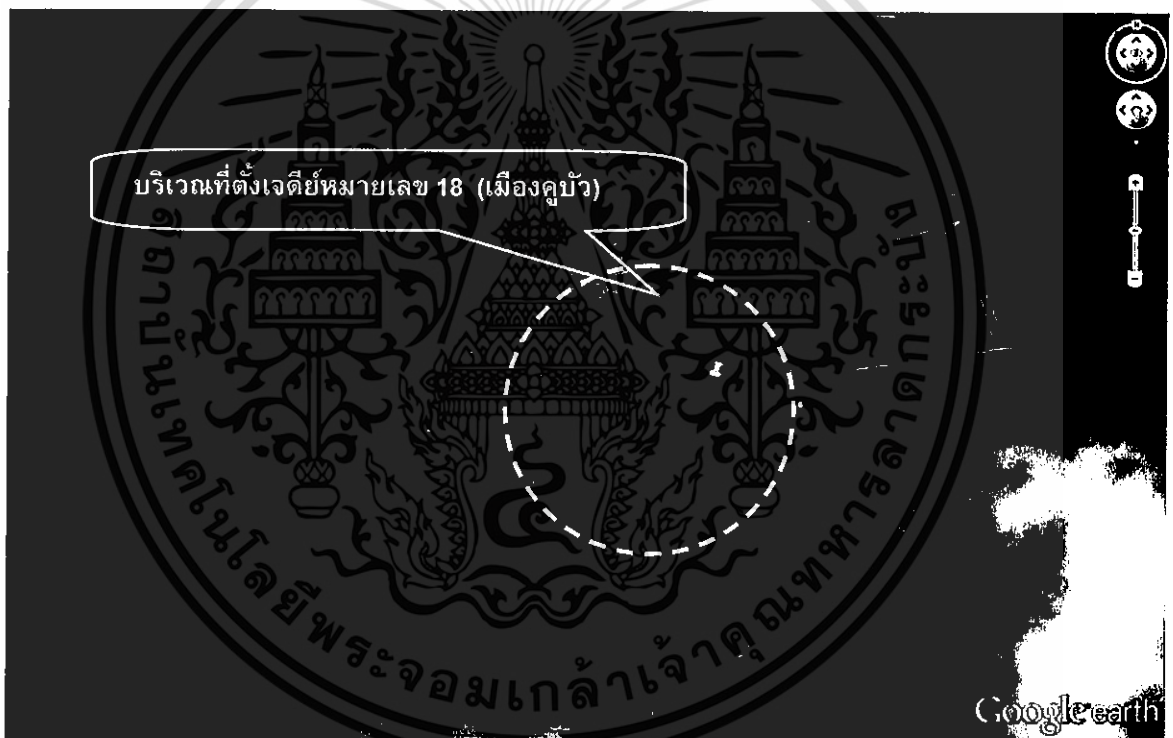 บริเวณที่ตั้งเจดีย์หมายเลข 18 (เมืองคูบัว)
สถาบันเทคโนโลยีพระจอมเกล้าเจ้าคุณทหารลาดกระบัง
N
Google earth